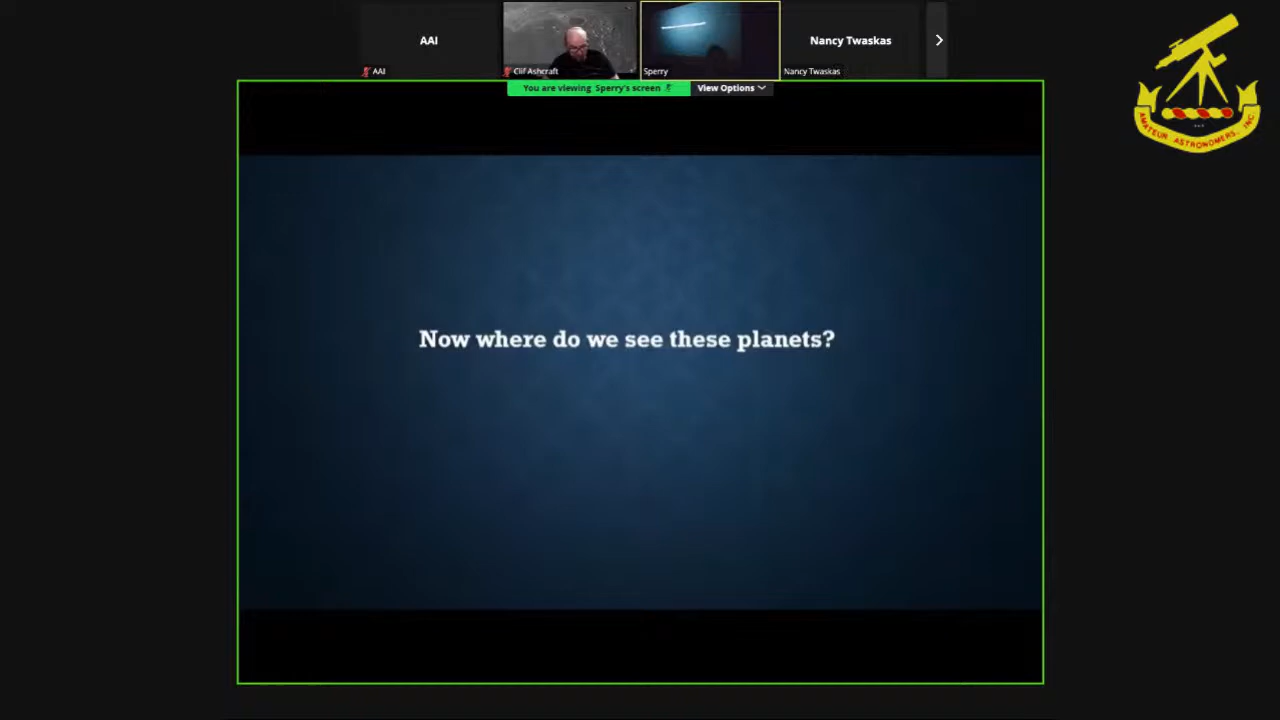 AAI
Nancy Twaskas
AAI
Clif Ashcraft
Sperry
Nancy Twaskas
You are viewing Sperry's screen
View Options
Now where do we see these planets?
AMATEUR ASTRONOMERS, INC.